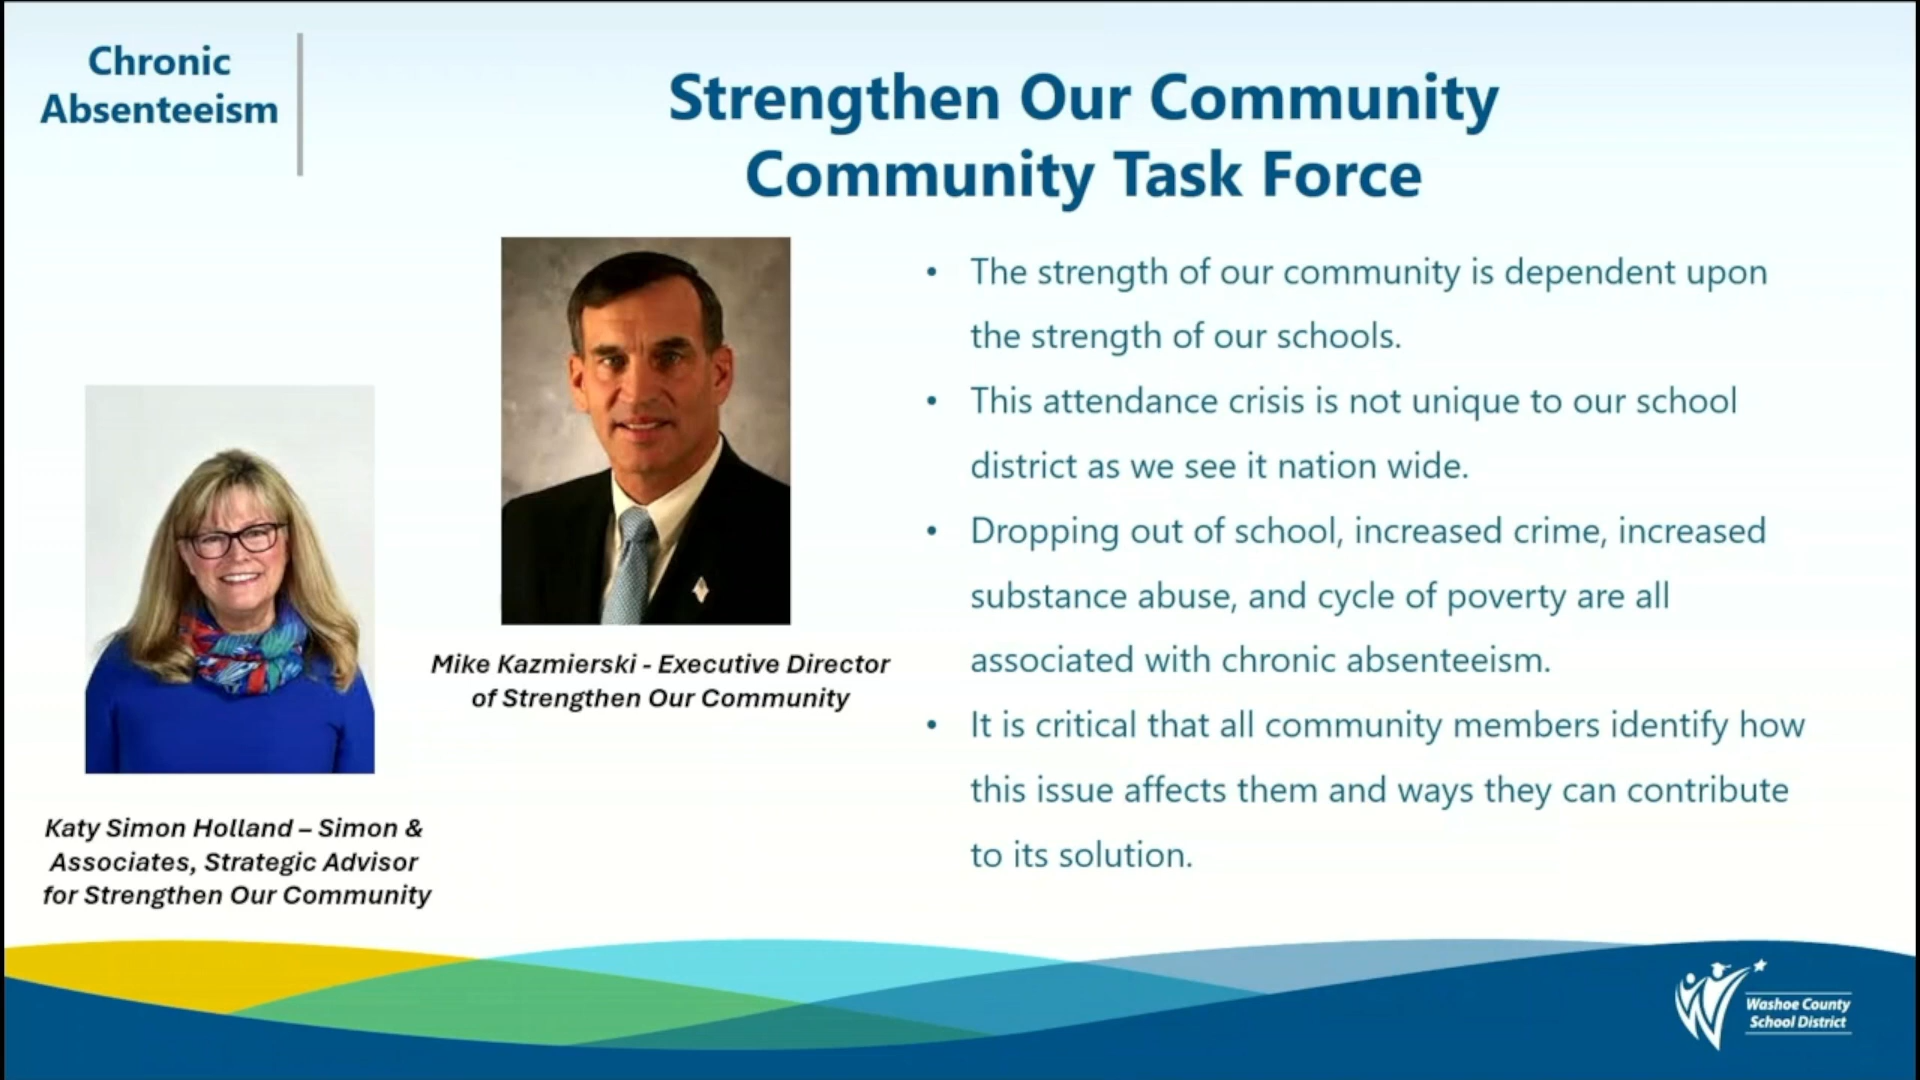 Chronic
Absenteeism
Strengthen Our Community
Community Task Force
• The strength of our community is dependent upon
the strength of our schools.
• This attendance crisis is not unique to our school
district as we see it nation wide.
• Dropping out of school, increased crime, increased
substance abuse, and cycle of poverty are all
associated with chronic absenteeism.
• It is critical that all community members identify how
this issue affects them and ways they can contribute
to its solution.
Mike Kazmierski - Executive Director
of Strengthen Our Community
Katy Simon Holland – Simon &
Associates, Strategic Advisor
for Strengthen Our Community
Washoe County
School District